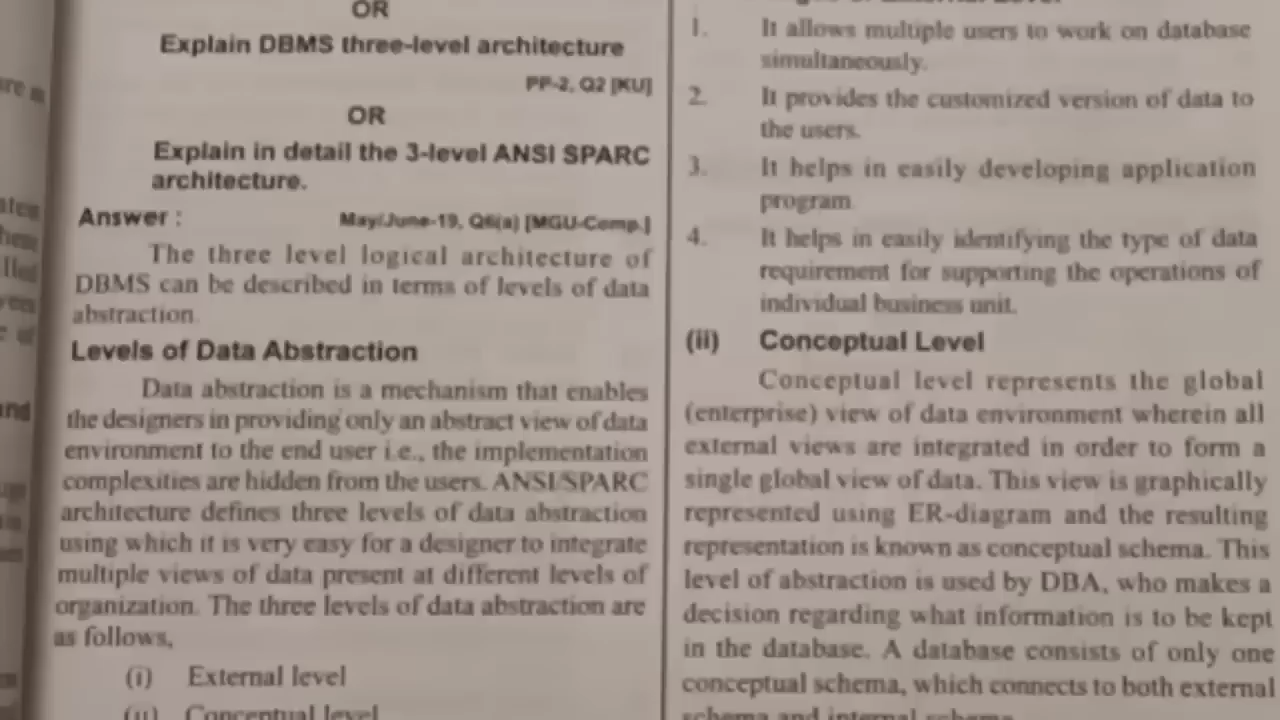 OR
Explain DBMS three-level architecture
PP-2, Q2 [KU]
OR
Explain in detail the 3-level ANSI SPARC
architecture.
Answer :
May/June-19, Q6(a) [MGU-Comp.]
The three level logical architecture of
DBMS can be described in terms of levels of data
abstraction.
Levels of Data Abstraction
Data abstraction is a mechanism that enables
the designers in providing only an abstract view of data
environment to the end user i.e., the implementation
complexities are hidden from the users. ANSI/SPARC
architecture defines three levels of data abstraction
using which it is very easy for a designer to integrate
multiple views of data present at different levels of
organization. The three levels of data abstraction are
as follows,
(i) External level
(ii) Conceptual level
1. It allows multiple users to work on database
simultaneously.
2. It provides the customized version of data to
the users.
3. It helps in easily developing application
program.
4. It helps in easily identifying the type of data
requirement for supporting the operations of
individual business unit.
(ii) Conceptual Level
Conceptual level represents the global
(enterprise) view of data environment wherein all
external views are integrated in order to form a
single global view of data. This view is graphically
represented using ER-diagram and the resulting
representation is known as conceptual schema. This
level of abstraction is used by DBA, who makes a
decision regarding what information is to be kept
in the database. A database consists of only one
conceptual schema, which connects to both external
schema and internal schema.